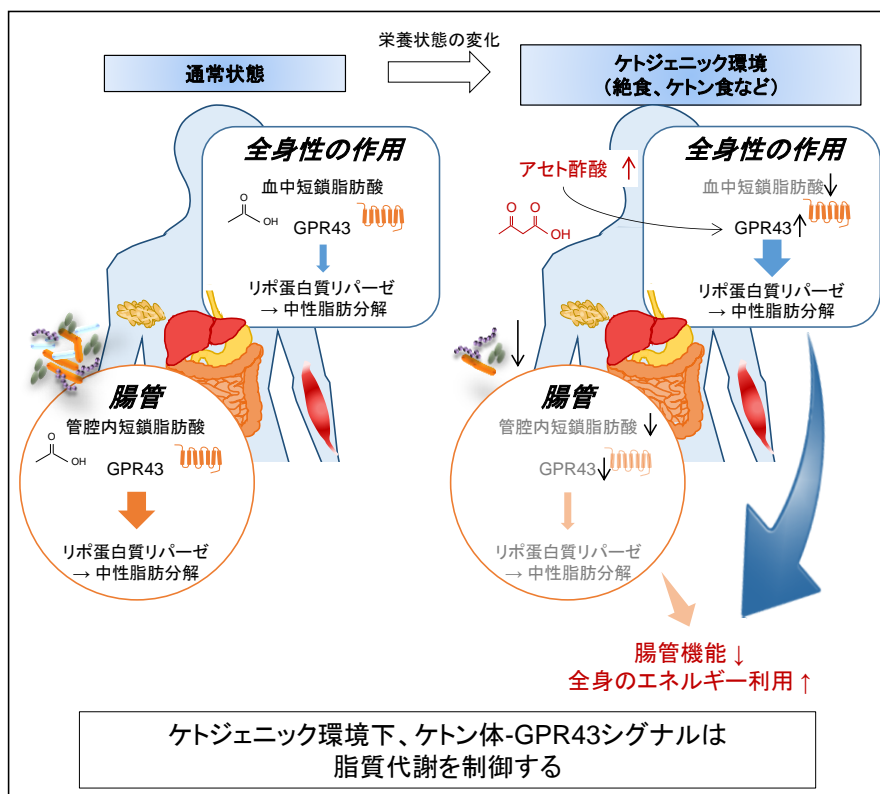 栄養状態の変化
通常状態
ケトジェニック環境
(絶食、ケトン食など)
全身性の作用
血中短鎖脂肪酸
O
OH
GPR43
リポ蛋白質リパーゼ
→ 中性脂肪分解
腸管
管腔内短鎖脂肪酸
O
OH
GPR43
リポ蛋白質リパーゼ
→ 中性脂肪分解
アセト酢酸 ↑
O O
OH
全身性の作用
血中短鎖脂肪酸↓
GPR43↑
リポ蛋白質リパーゼ
→ 中性脂肪分解
↓
腸管
管腔内短鎖脂肪酸↓
GPR43↓
リポ蛋白質リパーゼ
→ 中性脂肪分解
腸管機能↓
全身のエネルギー利用↑
ケトジェニック環境下、ケトン体-GPR43シグナルは
脂質代謝を制御する